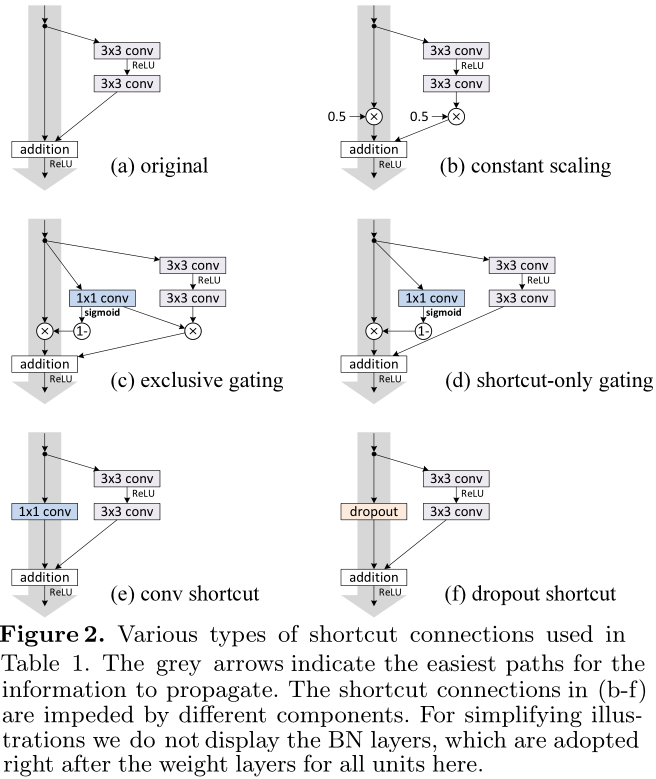 3x3 conv
ReLU
3x3 conv
addition
ReLU
(a) original
3x3 conv
ReLU
3x3 conv
0.5
×
0.5
×
addition
ReLU
(b) constant scaling
3x3 conv
ReLU
1x1 conv
3x3 conv
sigmoid
×
1-
×
addition
ReLU
(c) exclusive gating
3x3 conv
ReLU
1x1 conv
3x3 conv
sigmoid
×
1-
addition
ReLU
(d) shortcut-only gating
3x3 conv
ReLU
1x1 conv
3x3 conv
addition
ReLU
(e) conv shortcut
3x3 conv
ReLU
dropout
3x3 conv
addition
ReLU
(f) dropout shortcut
Figure 2. Various types of shortcut connections used in
Table 1. The grey arrows indicate the easiest paths for the
information to propagate. The shortcut connections in (b-f)
are impeded by different components. For simplifying illus-
trations we do not display the BN layers, which are adopted
right after the weight layers for all units here.